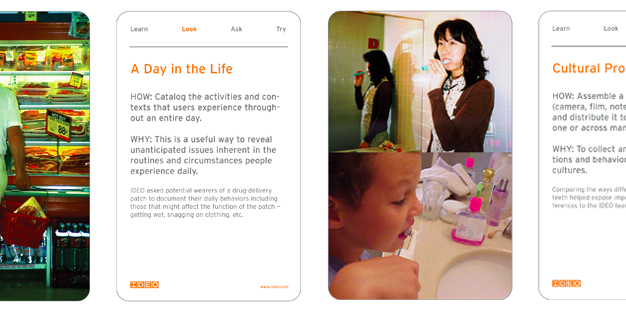 Learn Look Ask Try
A Day in the Life
HOW: Catalog the activities and con-
texts that users experience through-
out an entire day.
WHY: This is a useful way to reveal
unanticipated issues inherent in the
routines and circumstances people
experience daily.
IDEO asked potential wearers of a drug-delivery
patch to document their daily behaviors including
those that might affect the function of the patch –
getting wet, snagging on clothing, etc.
IDEO www.ideo.com
Learn Look
Cultural Pro
HOW: Assemble a
(camera, film, note
and distribute it to
one or across man
WHY: To collect ar
tions and behavior
cultures.
Comparing the ways diffe
teeth helped expose impo
ferences to the IDEO tea
IDEO